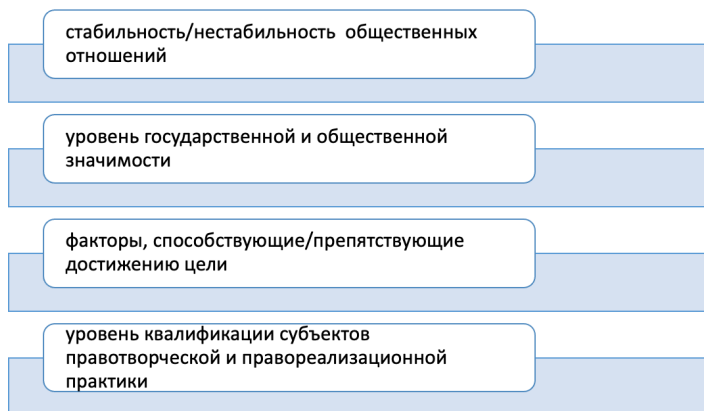 стабильность/нестабильность общественных
отношений
уровень государственной и общественной
значимости
факторы, способствующие/препятствующие
достижению цели
уровень квалификации субъектов
правотворческой и правореализационной
практики